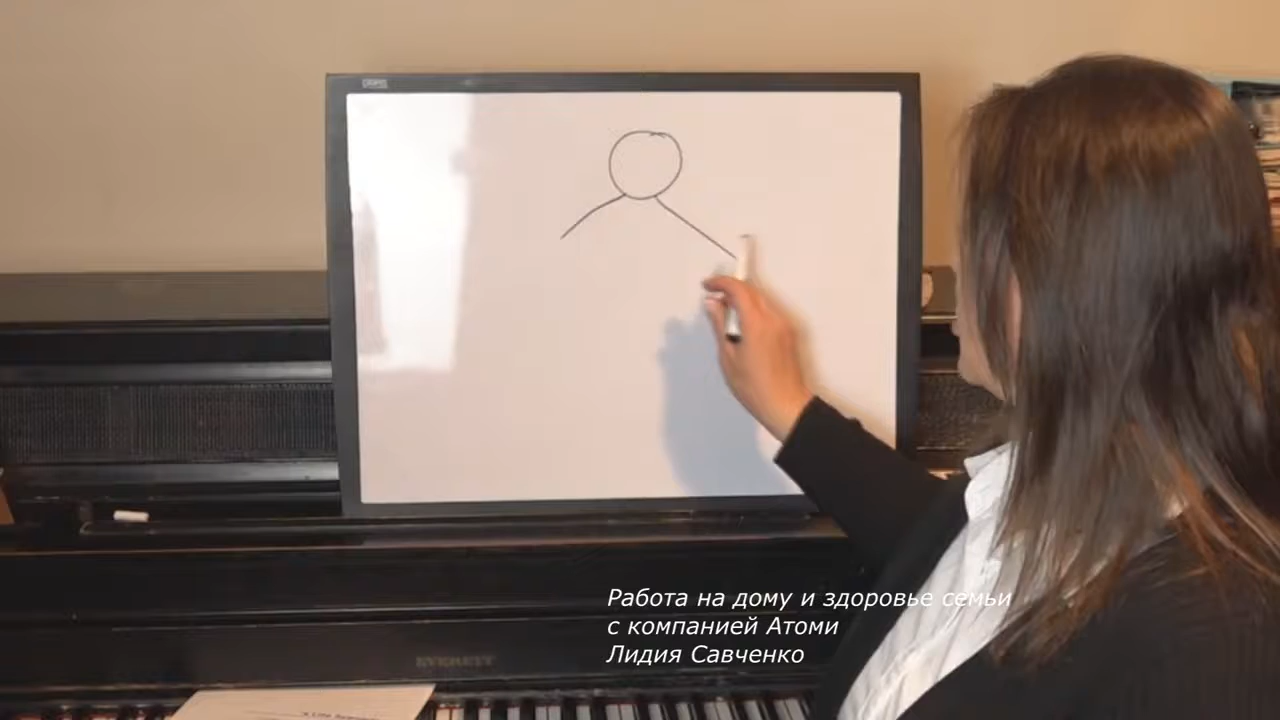 Работа на дому и здоровье семьи
с компанией Атоми
Лидия Савченко